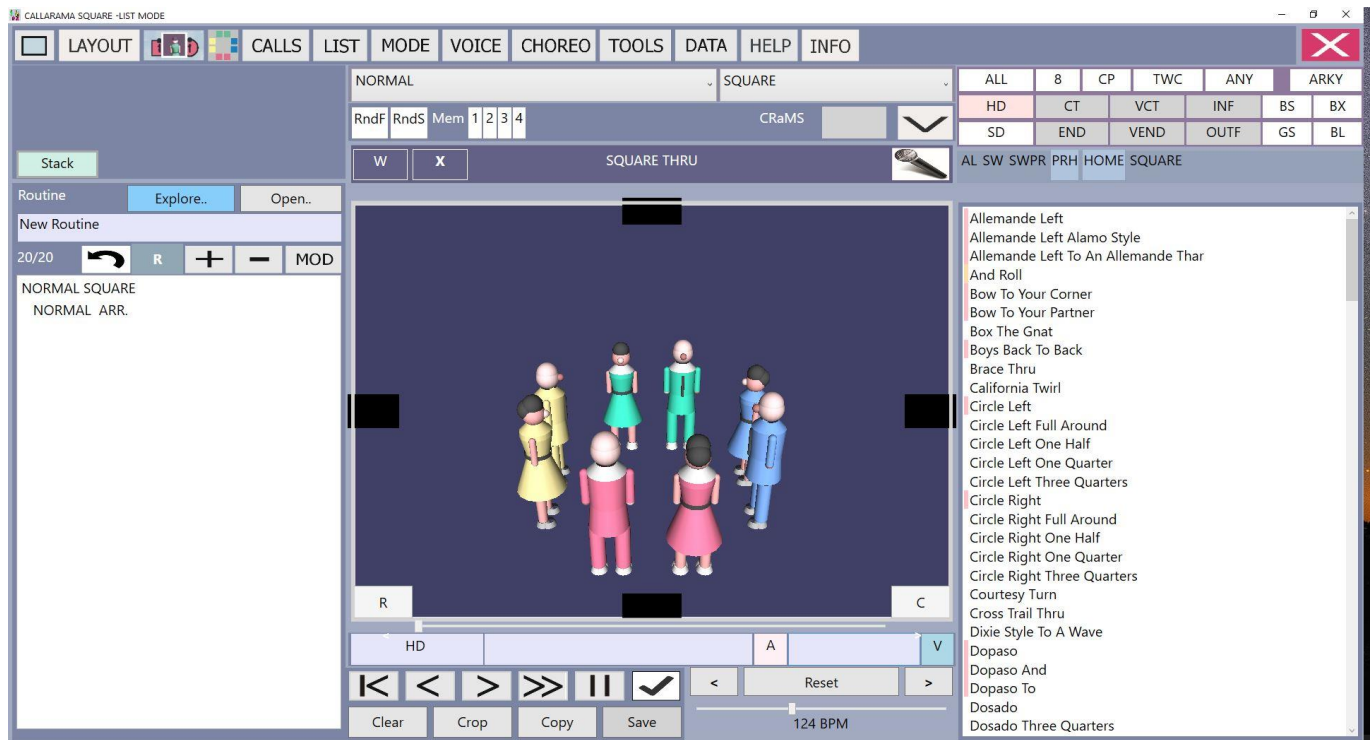 CALLARAMA SQUARE -LIST MODE
LAYOUT CALLS LIST MODE VOICE CHOREO TOOLS DATA HELP INFO
Stack
Routine Explore.. Open..
New Routine
20/20 R MOD
NORMAL SQUARE
NORMAL ARR.
NORMAL SQUARE
RndF RndS Mem 1 2 3 4 CRaMS
W X SQUARE THRU
R C
< HD A > V
Clear Crop Copy Save
< Reset >
124 BPM
ALL 8 CP TWC ANY ARKY
HD CT VCT INF BS BX
SD END VEND OUTF GS BL
AL SW SWPR PRH HOME SQUARE
Allemande Left
Allemande Left Alamo Style
Allemande Left To An Allemande Thar
And Roll
Bow To Your Corner
Bow To Your Partner
Box The Gnat
Boys Back To Back
Brace Thru
California Twirl
Circle Left
Circle Left Full Around
Circle Left One Half
Circle Left One Quarter
Circle Left Three Quarters
Circle Right
Circle Right Full Around
Circle Right One Half
Circle Right One Quarter
Circle Right Three Quarters
Courtesy Turn
Cross Trail Thru
Dixie Style To A Wave
Dopaso
Dopaso And
Dopaso To
Dosado
Dosado Three Quarters